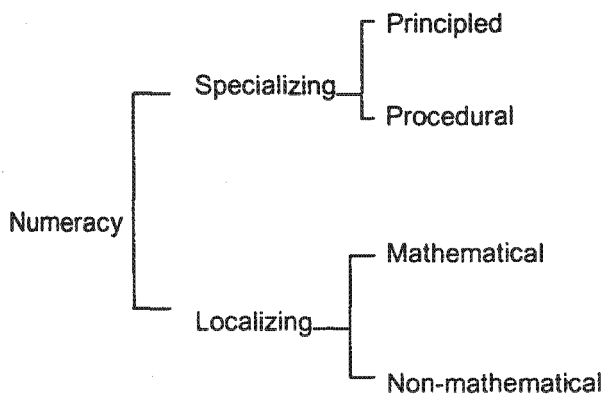 Principled
Specializing
Procedural
Numeracy
Mathematical
Localizing
Non-mathematical